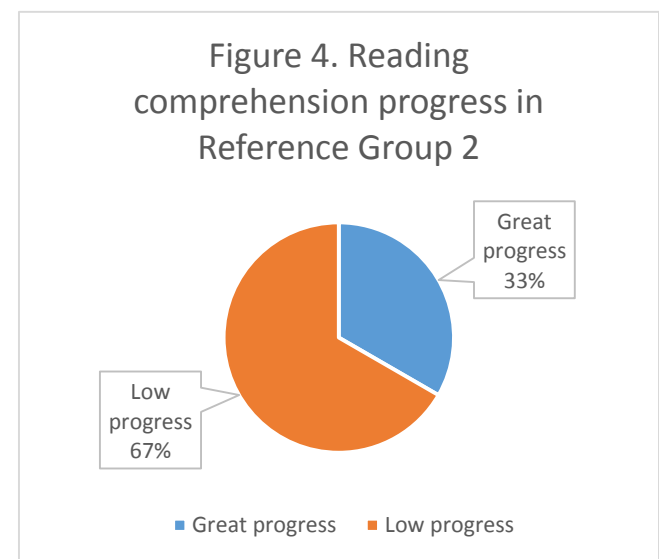 Figure 4. Reading
comprehension progress in
Reference Group 2
Great
progress
33%
Low
progress
67%
Great progress Low progress